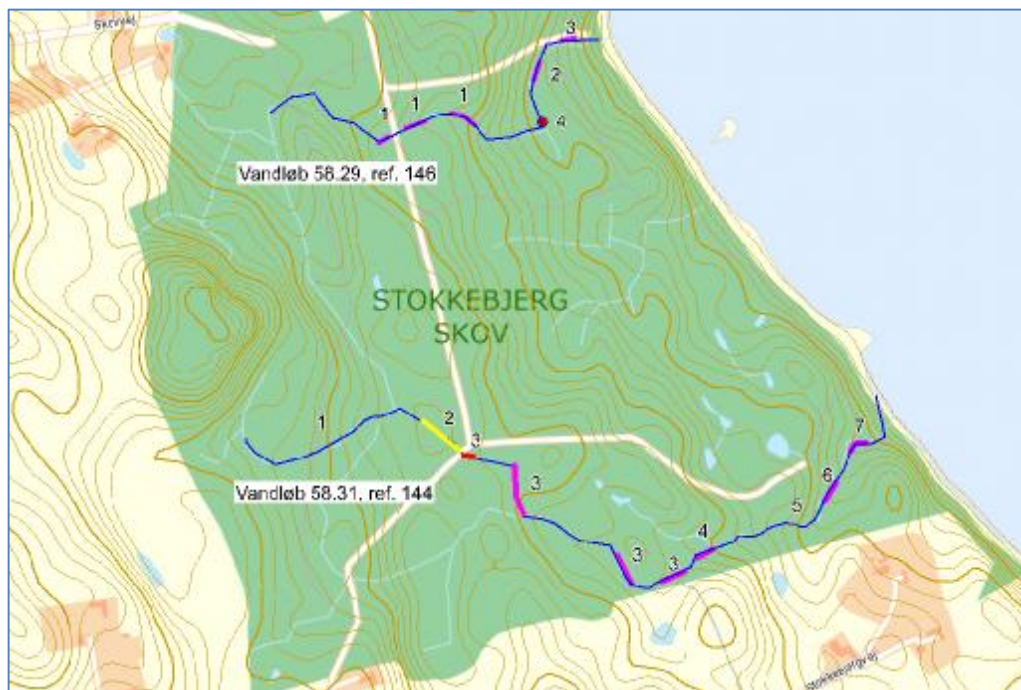 Skovvej
3
2
1
1
1
4
Vandløb 58.29, ref. 146
STOKKEBJERG
SKOV
1
2
3
Vandløb 58.31, ref. 144
3
7
6
5
4
3
3
Stokkebjergvej